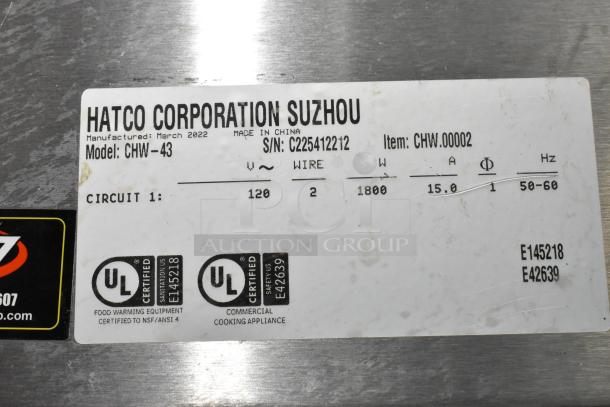 HATCO CORPORATION SUZHOU
Manufactured: March 2022 MADE IN CHINA
Model: CHW-43 S/N: C225412212 Item: CHW.00002
V~ WIRE W A Φ Hz
CIRCUIT 1: 120 2 1800 15.0 1 50-60
PCI
AUCTION GROUP
E145218
E42639
UL CERTIFIED SANITATION US E145218
FOOD WARMING EQUIPMENT
CERTIFIED TO NSF/ANSI 4
UL CERTIFIED SAFETY US E42639
COMMERCIAL
COOKING APPLIANCE
7
607
.com